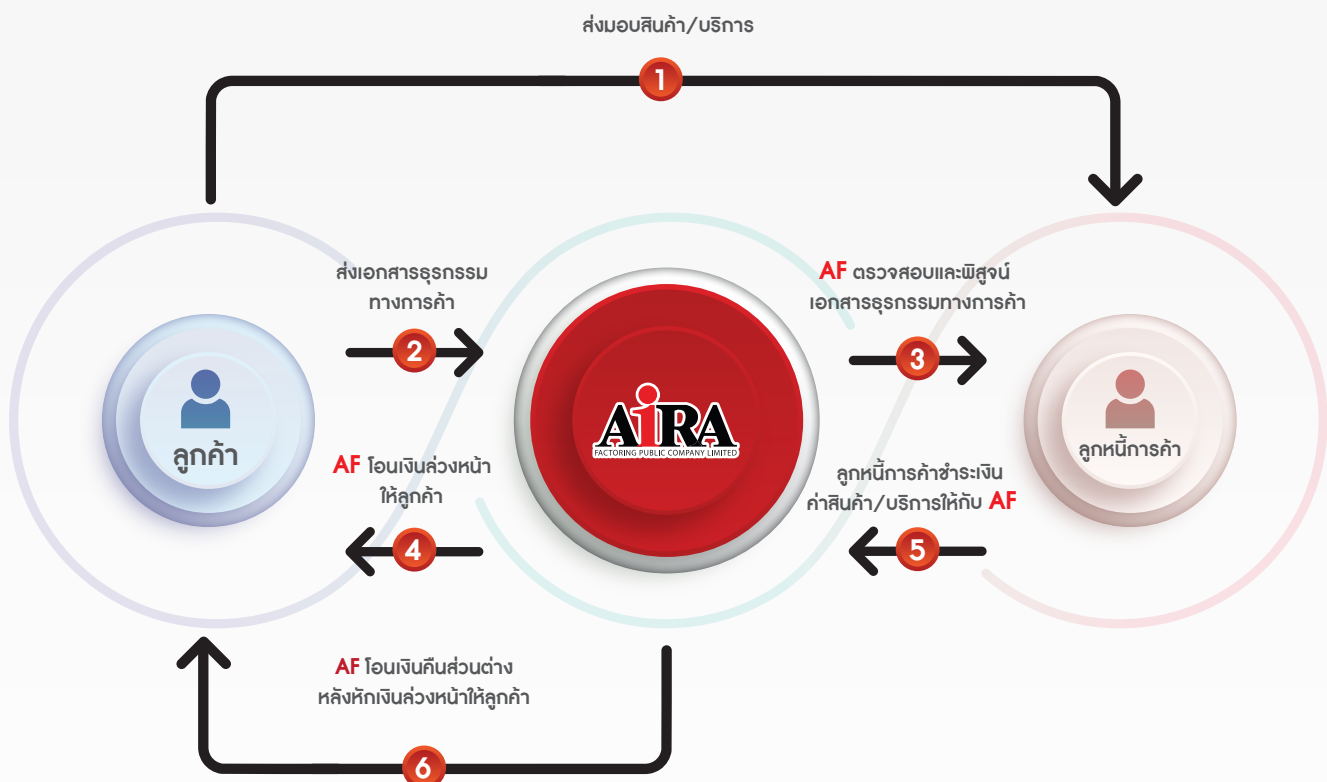 ส่งมอบสินค้า/บริการ
1
ส่งเอกสารธุรกรรม
ทางการค้า
2
AF ตรวจสอบและพิสูจน์
เอกสารธุรกรรมทางการค้า
3
ลูกค้า
AiRA
FACTORING PUBLIC COMPANY LIMITED
ลูกหนี้การค้า
AF โอนเงินล่วงหน้า
ให้ลูกค้า
4
ลูกหนี้การค้าชำระเงิน
ค่าสินค้า/บริการให้กับ AF
5
AF โอนเงินคืนส่วนต่าง
หลังหักเงินล่วงหน้าให้ลูกค้า
6